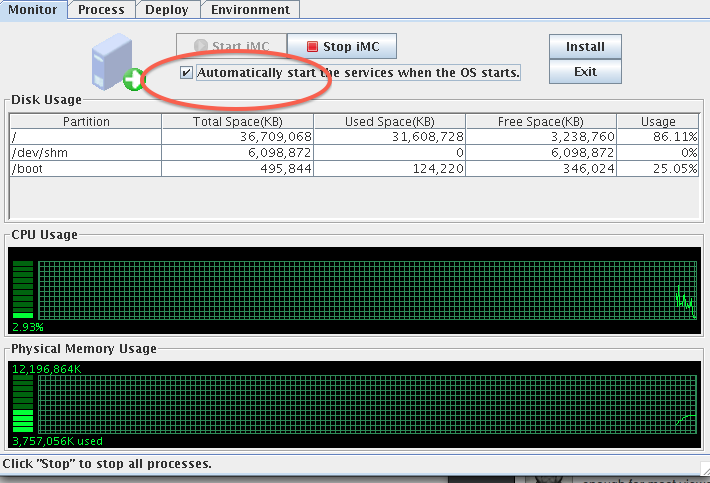 Monitor Process Deploy Environment
Start iMC Stop iMC Install
Automatically start the services when the OS starts. Exit
Disk Usage
Partition Total Space(KB) Used Space(KB) Free Space(KB) Usage
/ 36,709,068 31,608,728 3,238,760 86.11%
/dev/shm 6,098,872 0 6,098,872 0%
/boot 495,844 124,220 346,024 25.05%
CPU Usage
2.93%
Physical Memory Usage
12,196,864K
3,757,056K used
Click "Stop" to stop all processes.